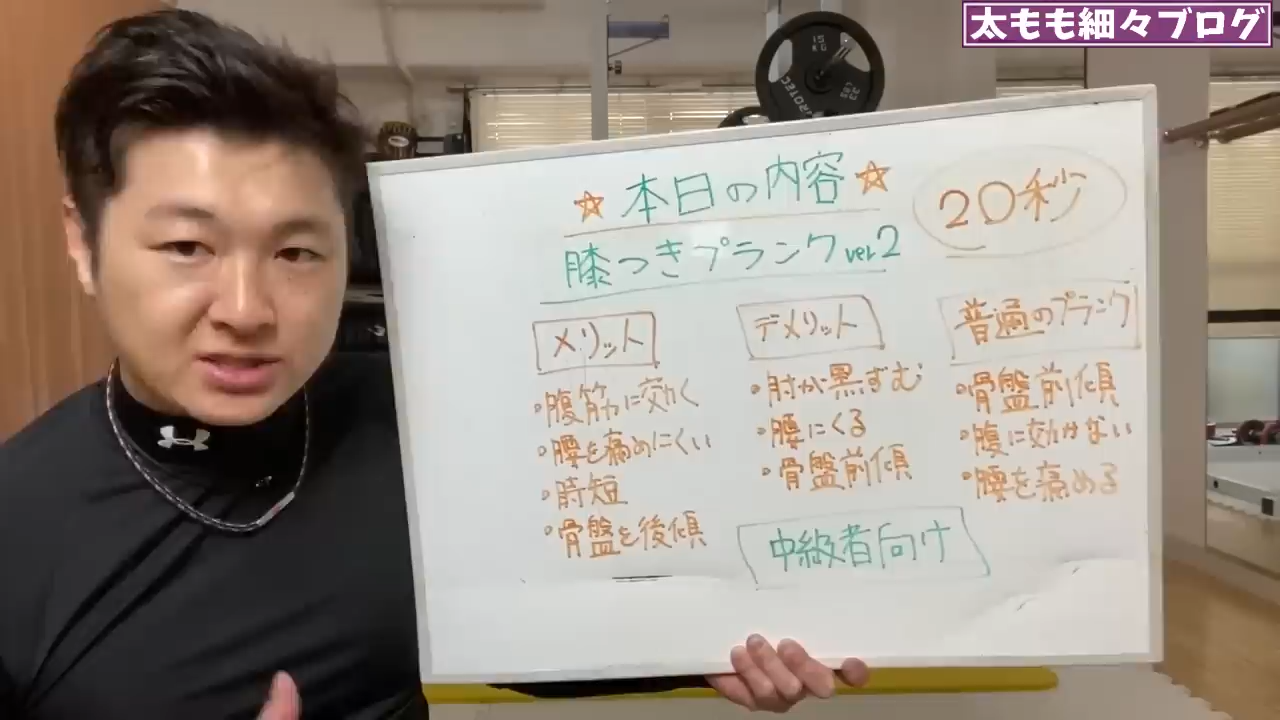 太もも細々ブログ
☆本日の内容☆
20秒
膝つきプランクver2
メリット
・腹筋に効く
・腰を痛めにくい
・時短
・骨盤を後傾
デメリット
・肘が黒ずむ
・腰にくる
・骨盤前傾
普通のプランク
・骨盤前傾
・腹に効かない
・腰を痛める
中級者向け
15
KG